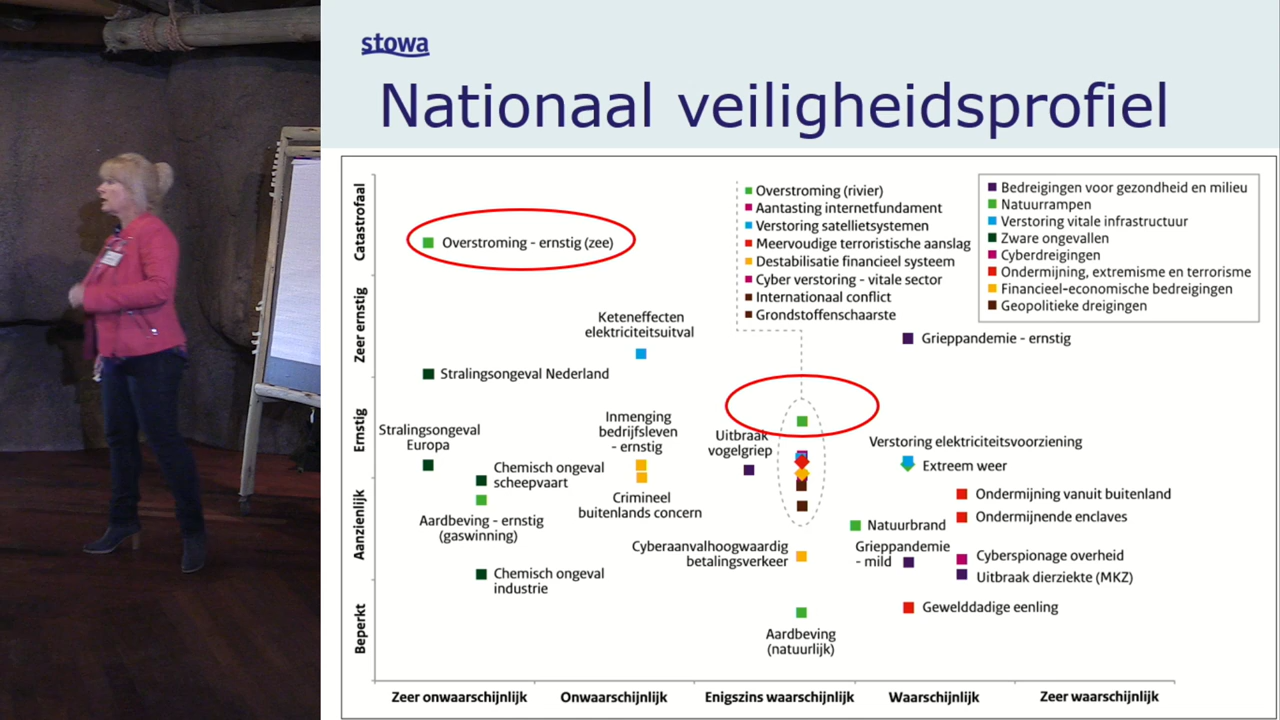 stowa
Nationaal veiligheidsprofiel
Catastrofaal
Zeer ernstig
Ernstig
Aanzienlijk
Beperkt
Overstroming - ernstig (zee)
Overstroming (rivier)
Aantasting internetfundament
Verstoring satellietsystemen
Meervoudige terroristische aanslag
Destabilisatie financieel systeem
Cyber verstoring - vitale sector
Internationaal conflict
Grondstoffenschaarste
Bedreigingen voor gezondheid en milieu
Natuurrampen
Verstoring vitale infrastructuur
Zware ongevallen
Cyberdreigingen
Ondermijning, extremisme en terrorisme
Financieel-economische bedreigingen
Geopolitieke dreigingen
Keteneffecten
elektriciteitsuitval
Grieppandemie - ernstig
Stralingsongeval Nederland
Stralingsongeval
Europa
Inmenging
bedrijfsleven
- ernstig
Uitbraak
vogelgriep
Verstoring elektriciteitsvoorziening
Extreem weer
Chemisch ongeval
scheepvaart
Crimineel
buitenlands concern
Ondermijning vanuit buitenland
Ondermijnende enclaves
Aardbeving - ernstig
(gaswinning)
Natuurbrand
Cyberaanvalhoogwaardig
betalingsverkeer
Grieppandemie
- mild
Cyberspionage overheid
Uitbraak dierziekte (MKZ)
Chemisch ongeval
industrie
Gewelddadige eenling
Aardbeving
(natuurlijk)
Zeer onwaarschijnlijk
Onwaarschijnlijk
Enigszins waarschijnlijk
Waarschijnlijk
Zeer waarschijnlijk